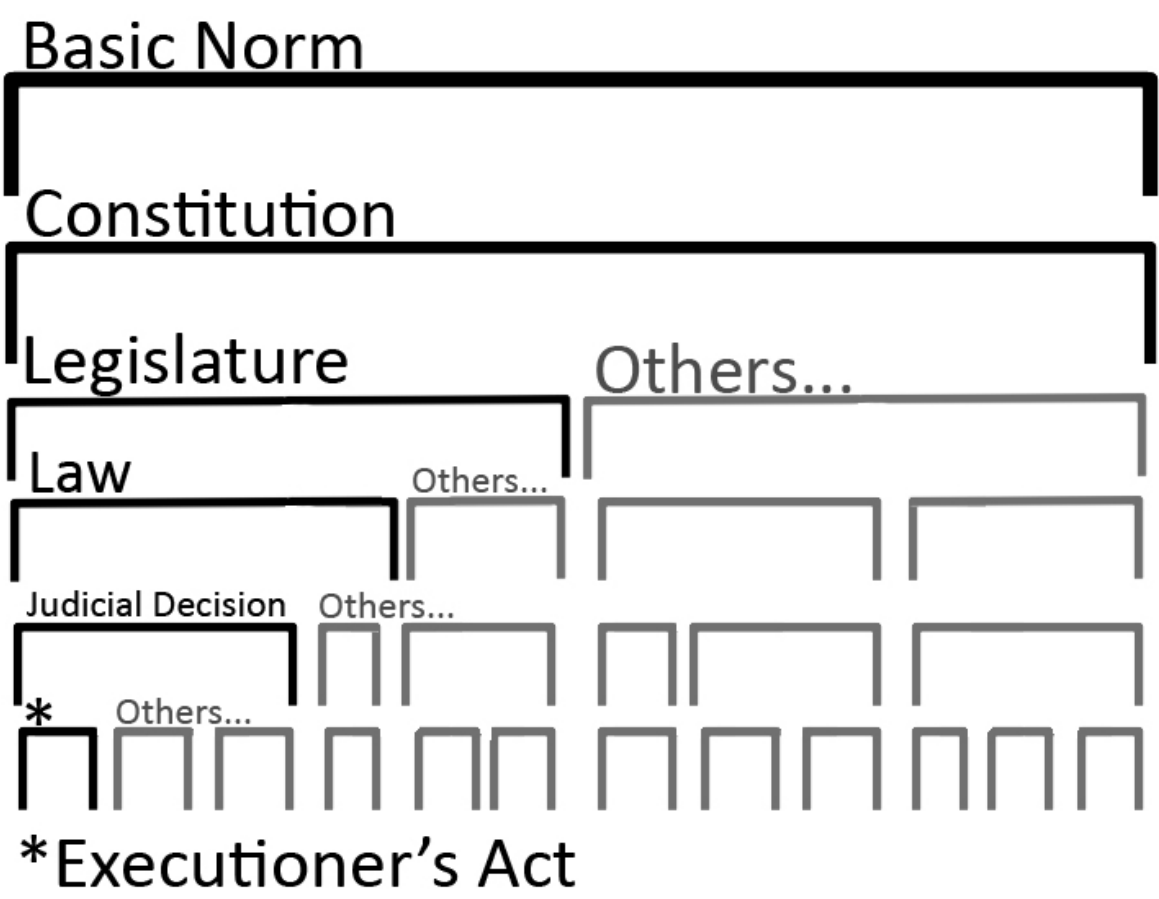 Basic Norm
Constitution
Legislature
Others...
Law
Others...
Judicial Decision
Others...
*
Others...
*Executioner’s Act